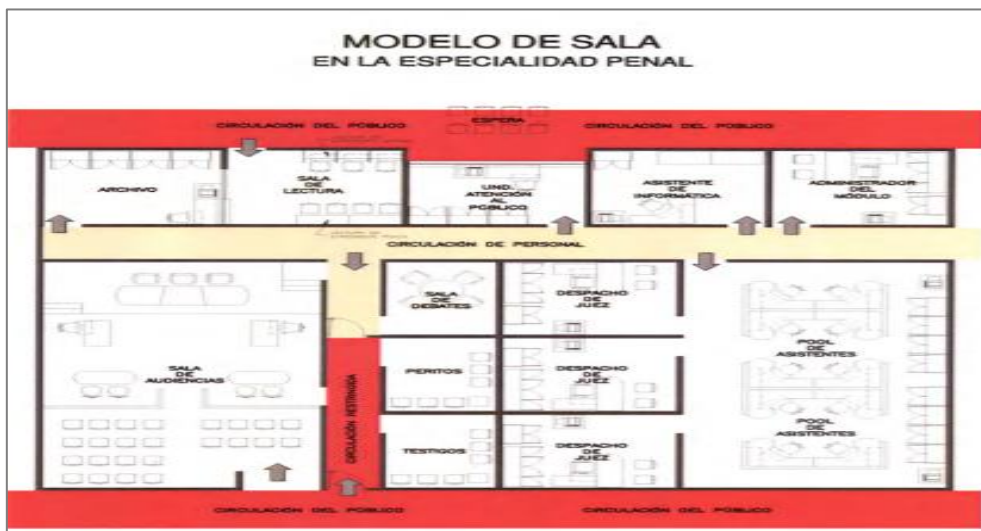 MODELO DE SALA
EN LA ESPECIALIDAD PENAL
ESPERA
CIRCULACIÓN DEL PÚBLICO
CIRCULACIÓN DEL PÚBLICO
ARCHIVO
SALA
DE
LECTURA
UND.
ATENCIÓN
AL
PÚBLICO
ASISTENTE
DE
INFORMÁTICA
ADMINISTRADOR
DEL
MÓDULO
CIRCULACIÓN DE PERSONAL
SALA
DE
DEBATES
DESPACHO
DE
JUEZ
POOL
DE
ASISTENTES
SALA
DE
AUDIENCIAS
CIRCULACIÓN RESTRINGIDA
PERITOS
DESPACHO
DE
JUEZ
POOL
DE
ASISTENTES
TESTIGOS
DESPACHO
DE
JUEZ
CIRCULACIÓN DEL PÚBLICO
CIRCULACIÓN DEL PÚBLICO